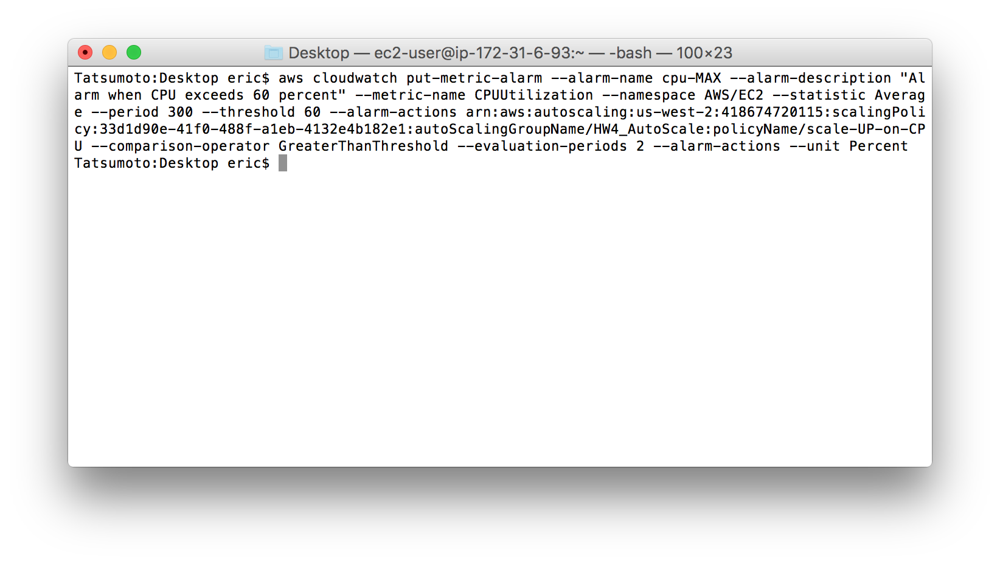 Desktop — ec2-user@ip-172-31-6-93:~ — -bash — 100×23
Tatsumoto:Desktop eric$ aws cloudwatch put-metric-alarm --alarm-name cpu-MAX --alarm-description "Al
arm when CPU exceeds 60 percent" --metric-name CPUUtilization --namespace AWS/EC2 --statistic Averag
e --period 300 --threshold 60 --alarm-actions arn:aws:autoscaling:us-west-2:418674720115:scalingPoli
cy:33d1d90e-41f0-488f-a1eb-4132e4b182e1:autoScalingGroupName/HW4_AutoScale:policyName/scale-UP-on-CP
U --comparison-operator GreaterThanThreshold --evaluation-periods 2 --alarm-actions --unit Percent
Tatsumoto:Desktop eric$